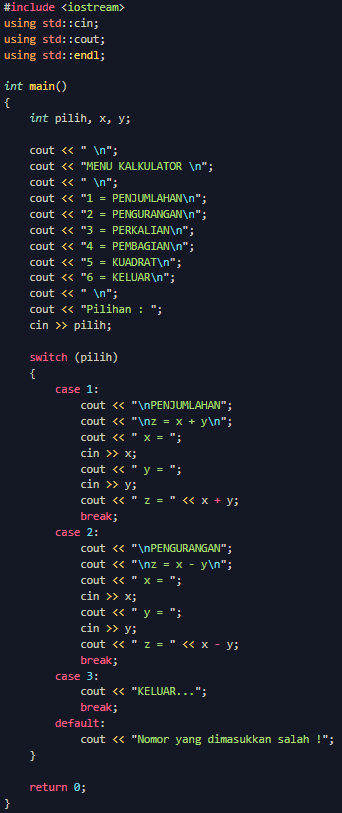 #include <iostream>
using std::cin;
using std::cout;
using std::endl;

int main()
{
    int pilih, x, y;

    cout << " \n";
    cout << "MENU KALKULATOR \n";
    cout << " \n";
    cout << "1 = PENJUMLAHAN\n";
    cout << "2 = PENGURANGAN\n";
    cout << "3 = PERKALIAN\n";
    cout << "4 = PEMBAGIAN\n";
    cout << "5 = KUADRAT\n";
    cout << "6 = KELUAR\n";
    cout << " \n";
    cout << "Pilihan : ";
    cin >> pilih;

    switch (pilih)
    {
        case 1:
            cout << "\nPENJUMLAHAN";
            cout << "\nz = x + y\n";
            cout << " x = ";
            cin >> x;
            cout << " y = ";
            cin >> y;
            cout << " z = " << x + y;
            break;
        case 2:
            cout << "\nPENGURANGAN";
            cout << "\nz = x - y\n";
            cout << " x = ";
            cin >> x;
            cout << " y = ";
            cin >> y;
            cout << " z = " << x - y;
            break;
        case 3:
            cout << "KELUAR...";
            break;
        default:
            cout << "Nomor yang dimasukkan salah !";
    }

    return 0;
}